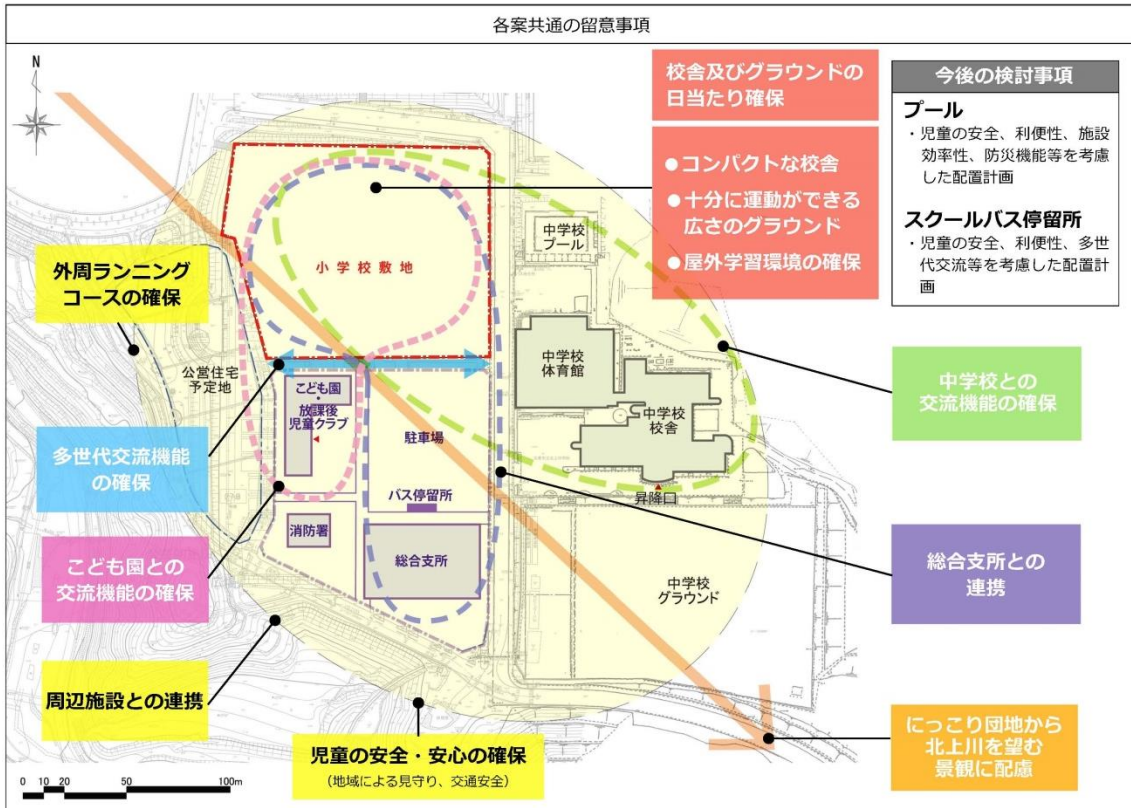 各案共通の留意事項
N
校舎及びグラウンドの
日当たり確保
●コンパクトな校舎
●十分に運動ができる
広さのグラウンド
●屋外学習環境の確保
今後の検討事項
プール
・児童の安全、利便性、施設
効率性、防災機能等を考慮
した配置計画
スクールバス停留所
・児童の安全、利便性、多世
代交流等を考慮した配置計
画
外周ランニング
コースの確保
多世代交流機能
の確保
こども園との
交流機能の確保
周辺施設との連携
児童の安全・安心の確保
(地域による見守り、交通安全)
小学校敷地
公営住宅
予定地
こども園
・
放課後
児童クラブ
駐車場
バス停留所
消防署
総合支所
中学校
プール
中学校
体育館
中学校
校舎
昇降口
中学校
グラウンド
中学校との
交流機能の確保
総合支所との
連携
にっこり団地から
北上川を望む
景観に配慮
0 10 20 50 100m